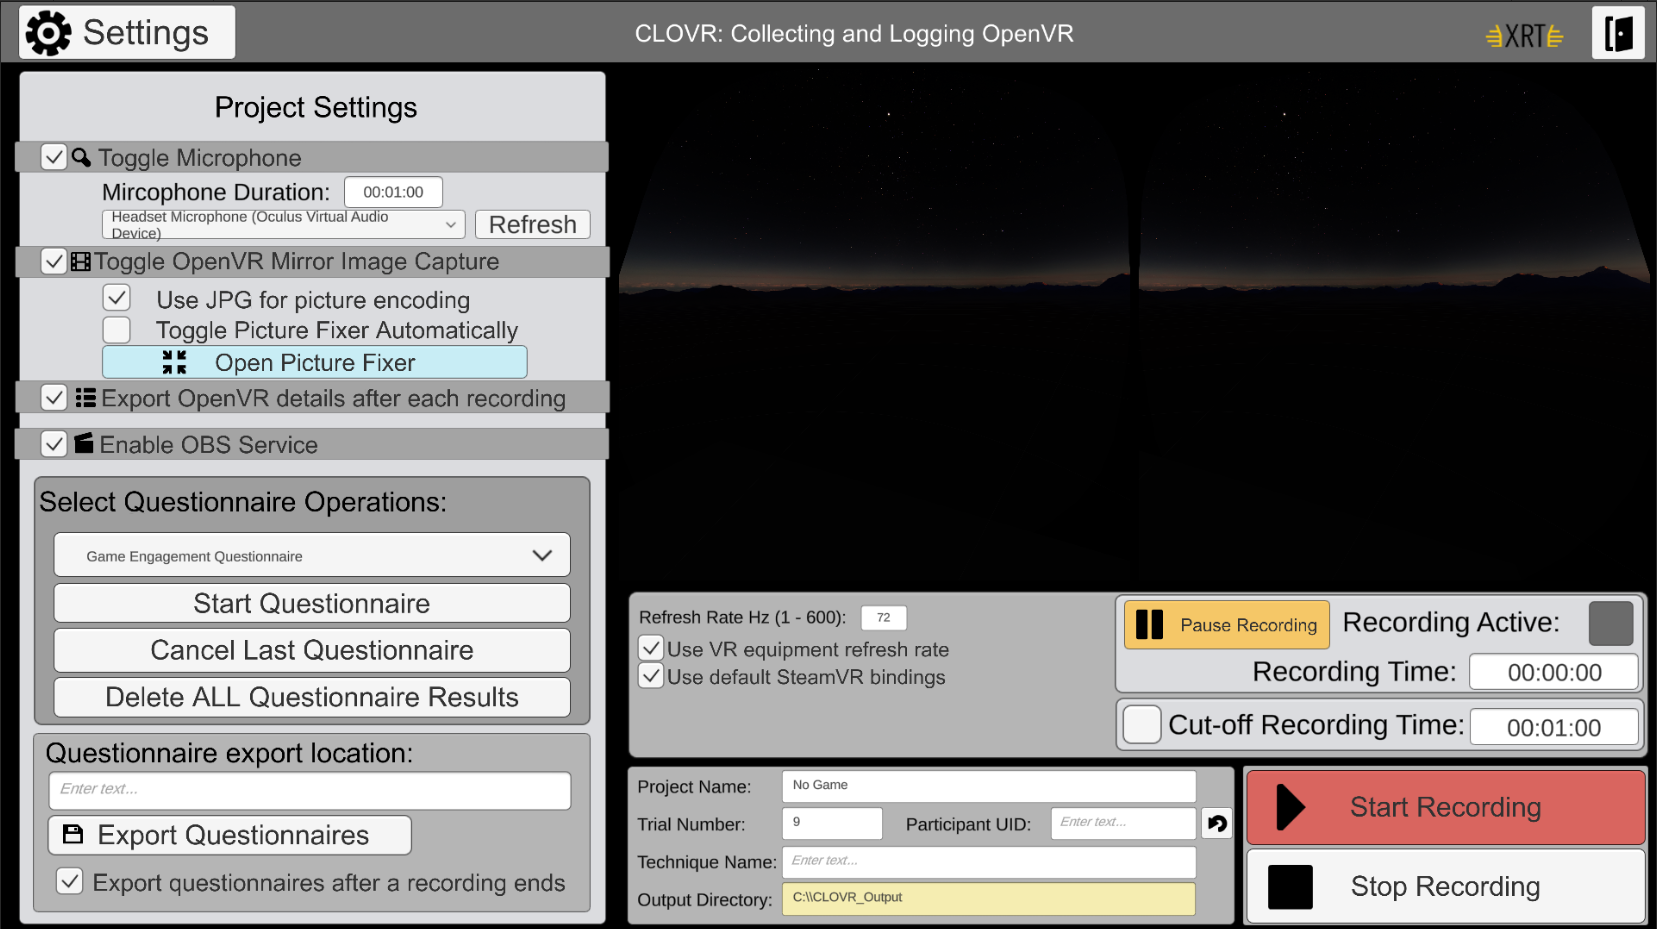 Settings
CLOVR: Collecting and Logging OpenVR
XRT
Project Settings
Toggle Microphone
Mircophone Duration: 00:01:00
Headset Microphone (Oculus Virtual Audio
Device)
Refresh
Toggle OpenVR Mirror Image Capture
Use JPG for picture encoding
Toggle Picture Fixer Automatically
Open Picture Fixer
Export OpenVR details after each recording
Enable OBS Service
Select Questionnaire Operations:
Game Engagement Questionnaire
Start Questionnaire
Cancel Last Questionnaire
Delete ALL Questionnaire Results
Questionnaire export location:
Enter text...
Export Questionnaires
Export questionnaires after a recording ends
Refresh Rate Hz (1 - 600): 72
Use VR equipment refresh rate
Use default SteamVR bindings
Pause Recording
Recording Active:
Recording Time: 00:00:00
Cut-off Recording Time: 00:01:00
Project Name: No Game
Trial Number: 9 Participant UID: Enter text...
Technique Name: Enter text...
Output Directory: C:\\CLOVR_Output
Start Recording
Stop Recording